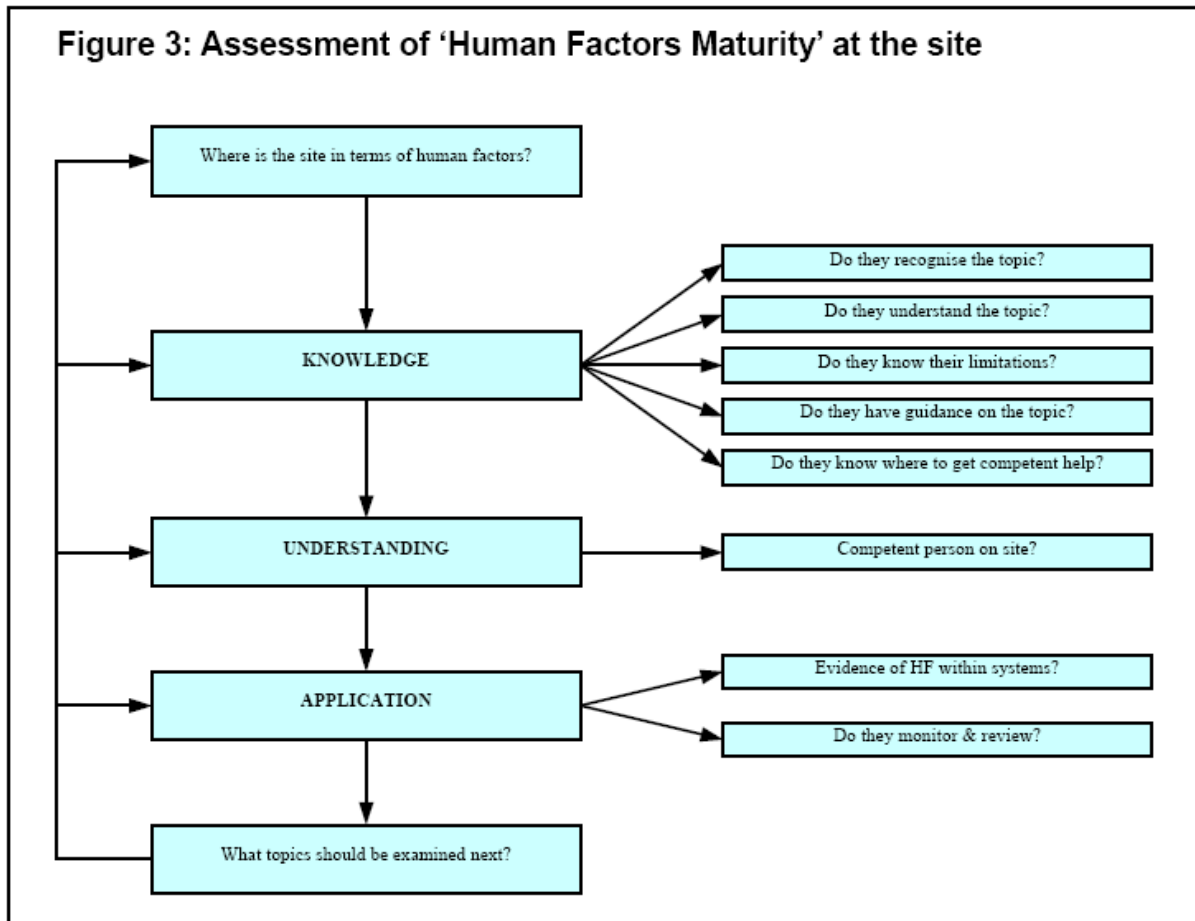 Figure 3: Assessment of ‘Human Factors Maturity’ at the site
Where is the site in terms of human factors?
KNOWLEDGE
Do they recognise the topic?
Do they understand the topic?
Do they know their limitations?
Do they have guidance on the topic?
Do they know where to get competent help?
UNDERSTANDING
Competent person on site?
APPLICATION
Evidence of HF within systems?
Do they monitor & review?
What topics should be examined next?